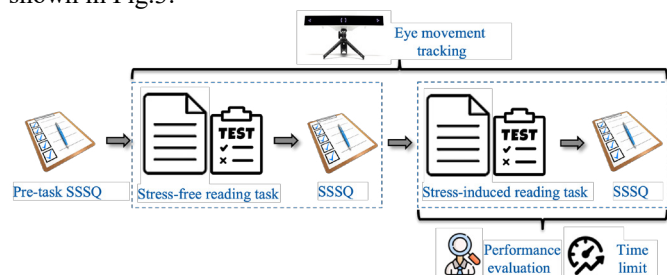 shown in Fig.3.
Eye movement
tracking
TEST
TEST
Pre-task SSSQ
Stress-free reading task
SSSQ
Stress-induced reading task
SSSQ
Performance
evaluation
Time
limit